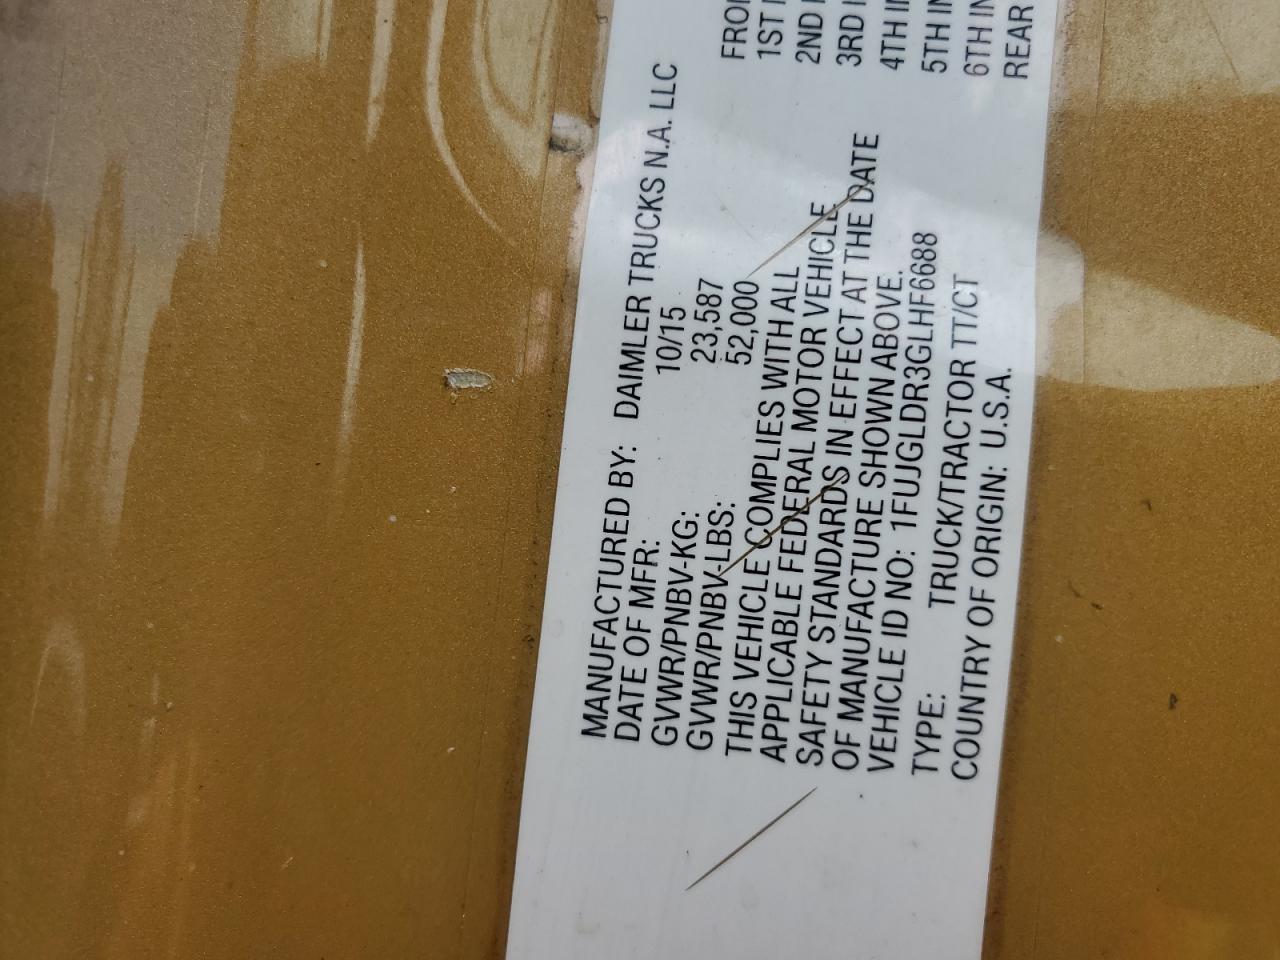 MANUFACTURED BY: DAIMLER TRUCKS N.A. LLC
DATE OF MFR: 10/15
GVWR/PNBV-KG: 23,587
GVWR/PNBV-LBS: 52,000
THIS VEHICLE COMPLIES WITH ALL
APPLICABLE FEDERAL MOTOR VEHICLE
SAFETY STANDARDS IN EFFECT AT THE DATE
OF MANUFACTURE SHOWN ABOVE.
VEHICLE ID NO: 1FUJGLDR3GLHF6688
TYPE: TRUCK/TRACTOR TT/CT
COUNTRY OF ORIGIN: U.S.A.
1ST
2ND
3RD
4TH
5TH
6TH
REAR